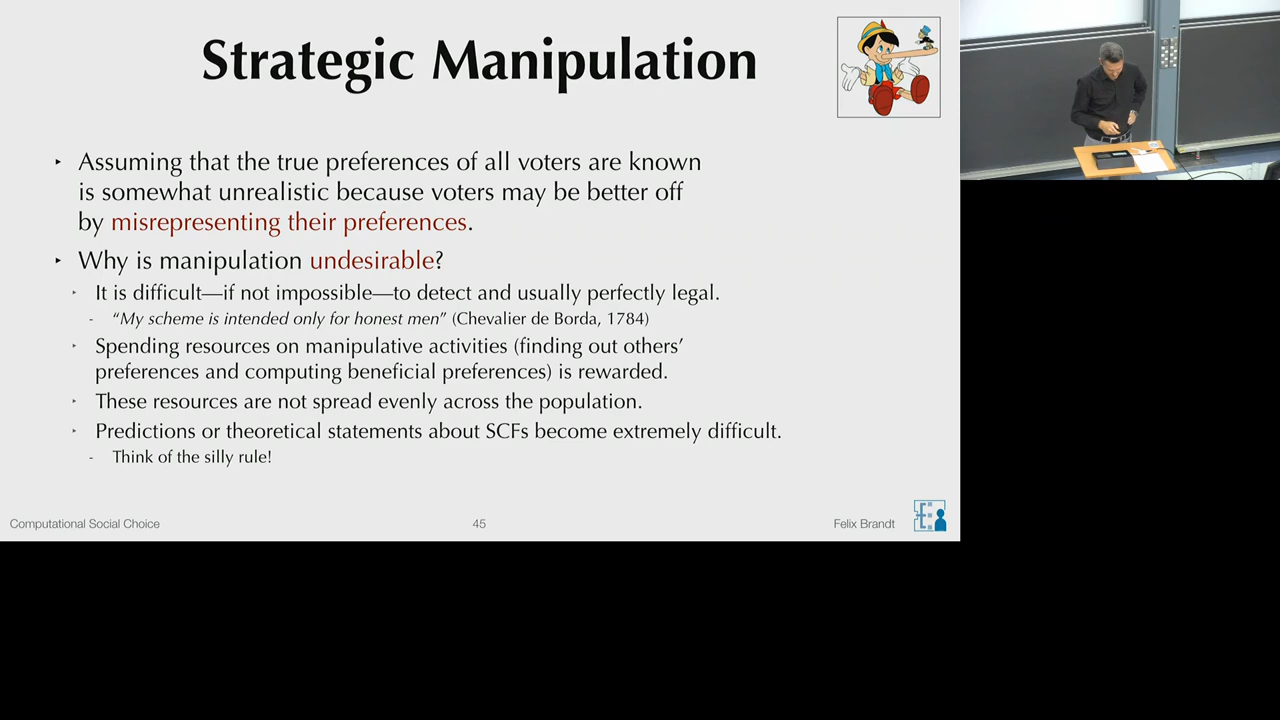 Strategic Manipulation
‣ Assuming that the true preferences of all voters are known
is somewhat unrealistic because voters may be better off
by misrepresenting their preferences.
‣ Why is manipulation undesirable?
‣ It is difficult—if not impossible—to detect and usually perfectly legal.
- “My scheme is intended only for honest men” (Chevalier de Borda, 1784)
‣ Spending resources on manipulative activities (finding out others’
preferences and computing beneficial preferences) is rewarded.
‣ These resources are not spread evenly across the population.
‣ Predictions or theoretical statements about SCFs become extremely difficult.
- Think of the silly rule!
Computational Social Choice
45
Felix Brandt